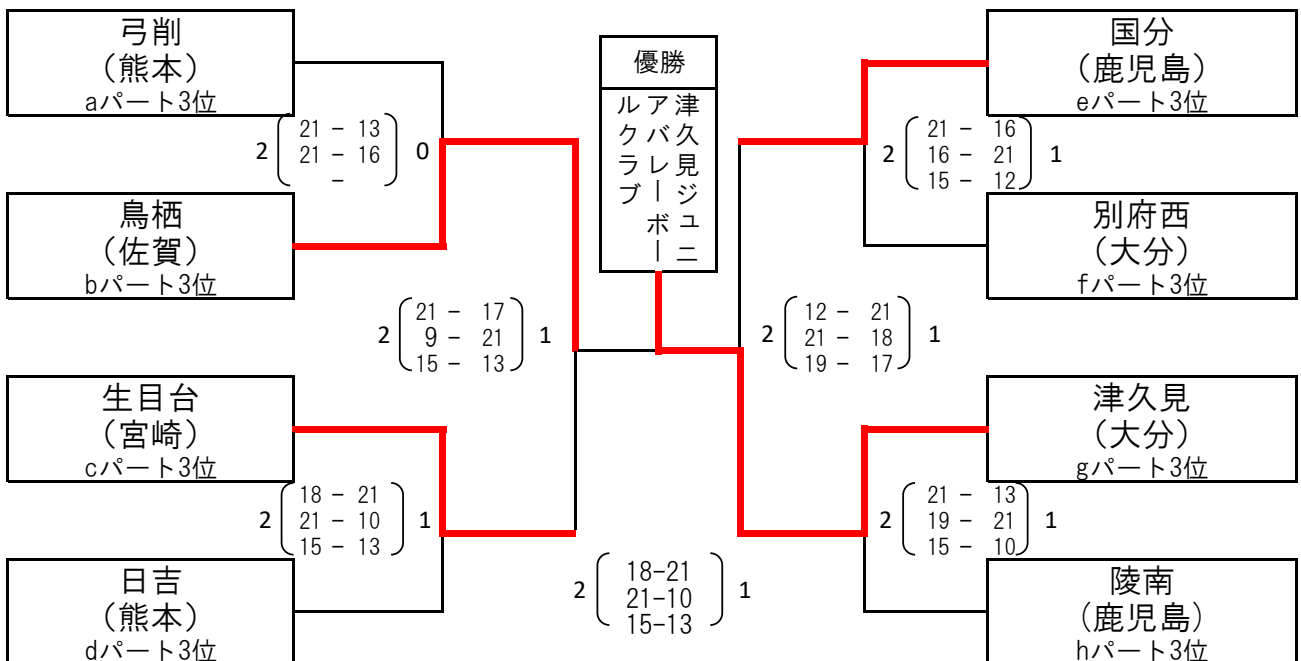 弓削
（熊本）
aパート3位
2
21 － 13
21 － 16
－
0
鳥栖
（佐賀）
bパート3位
2
21 － 17
9 － 21
15 － 13
1
生目台
（宮崎）
cパート3位
2
18 － 21
21 － 10
15 － 13
1
日吉
（熊本）
dパート3位
優勝
津久見ジュニ
アバレーボー
ルクラブ
2
18-21
21-10
15-13
1
国分
（鹿児島）
eパート3位
2
21 － 16
16 － 21
15 － 12
1
別府西
（大分）
fパート3位
2
12 － 21
21 － 18
19 － 17
1
津久見
（大分）
gパート3位
2
21 － 13
19 － 21
15 － 10
1
陵南
（鹿児島）
hパート3位